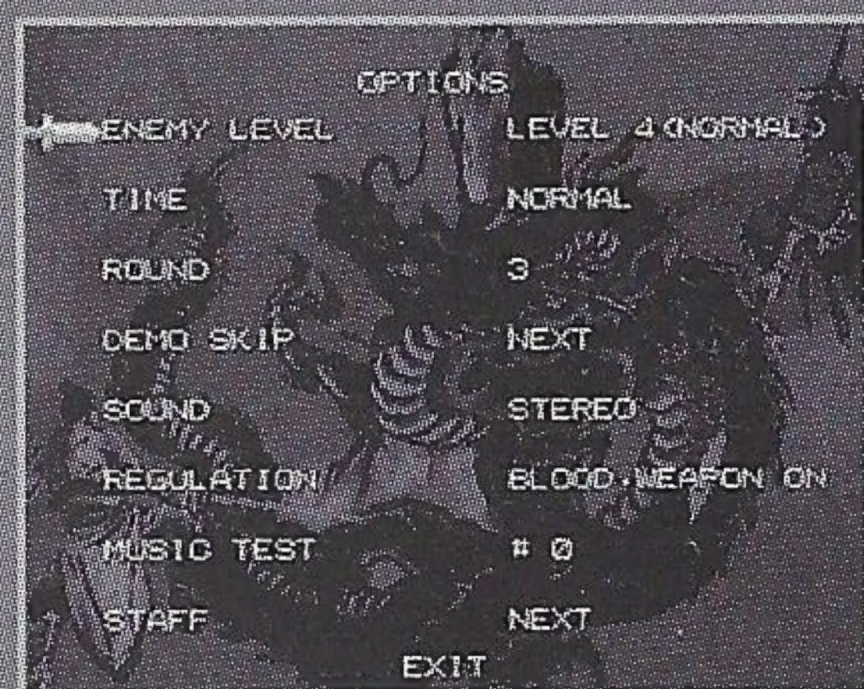 OPTIONS
ENEMY LEVEL LEVEL 4(NORMAL)
TIME NORMAL
ROUND 3
DEMO SKIP NEXT
SOUND STEREO
REGULATION BLOOD·WEAPON ON
MUSIC TEST # 0
STAFF NEXT
EXIT